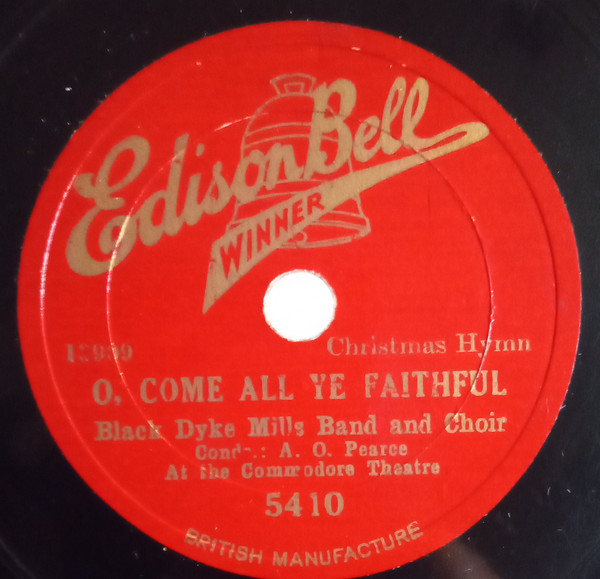 Edison Bell
WINNER
Christmas Hymn
O, COME ALL YE FAITHFUL
Black Dyke Mills Band and Choir
Condr.: A. O. Pearce
At the Commodore Theatre
5410
BRITISH MANUFACTURE